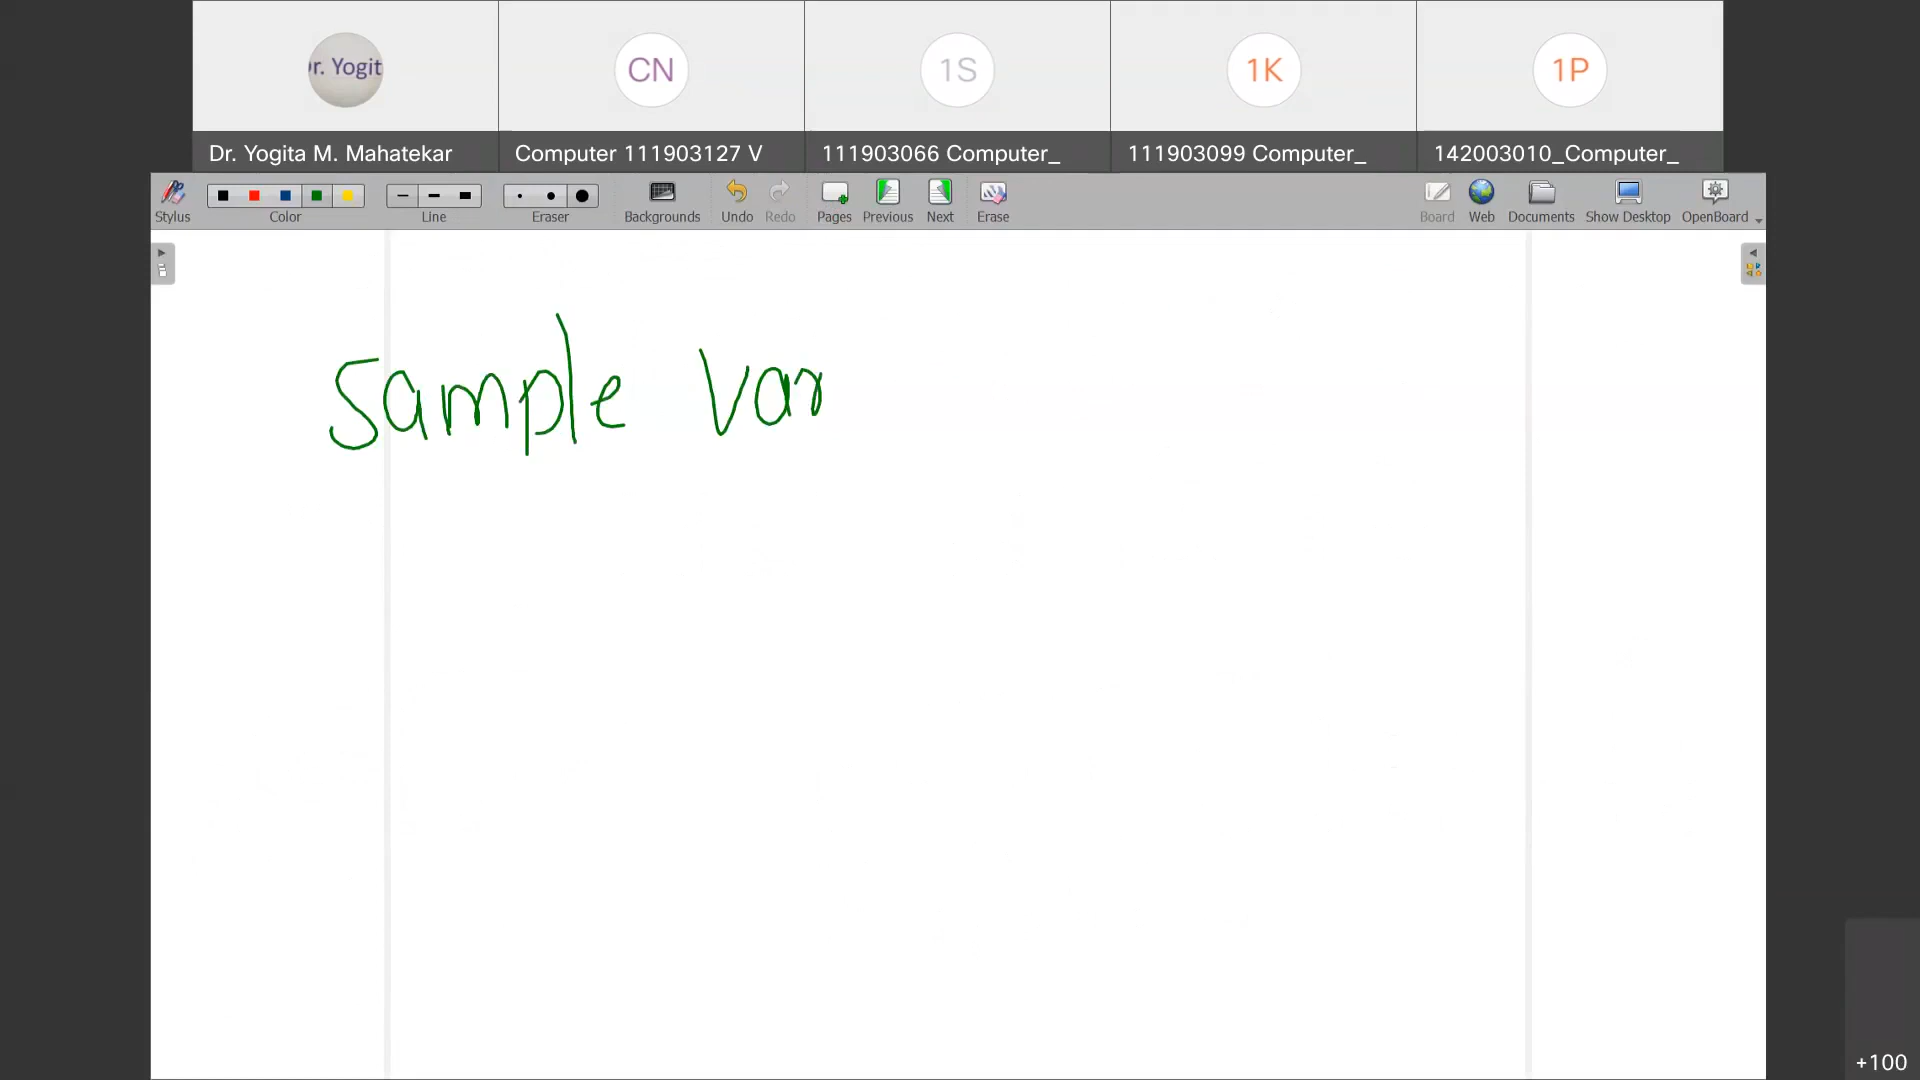 r. Yogit CN 1S 1K 1P
Dr. Yogita M. Mahatekar Computer 111903127 V 111903066 Computer_ 111903099 Computer_ 142003010_Computer_
Stylus Color Line Eraser Backgrounds Undo Redo Pages Previous Next Erase Board Web Documents Show Desktop OpenBoard
Sample Var
+100